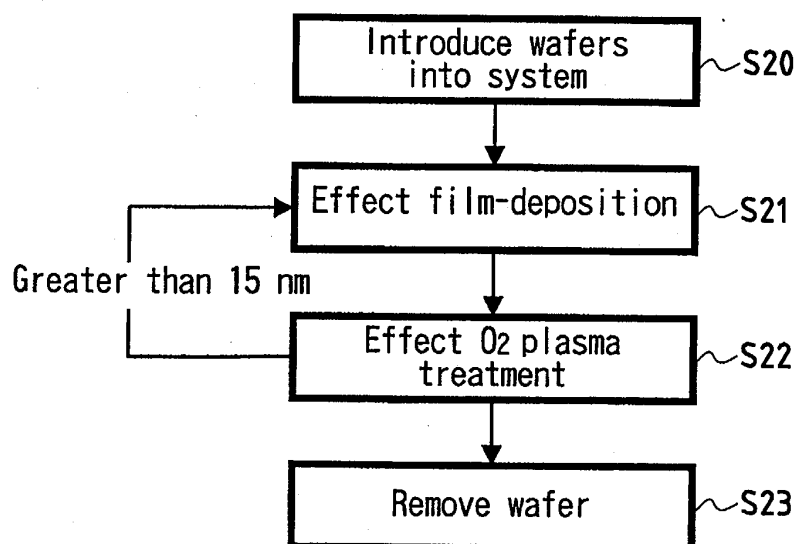 Introduce wafers
into system
S20
Effect film-deposition
S21
Greater than 15 nm
Effect O2 plasma
treatment
S22
Remove wafer
S23